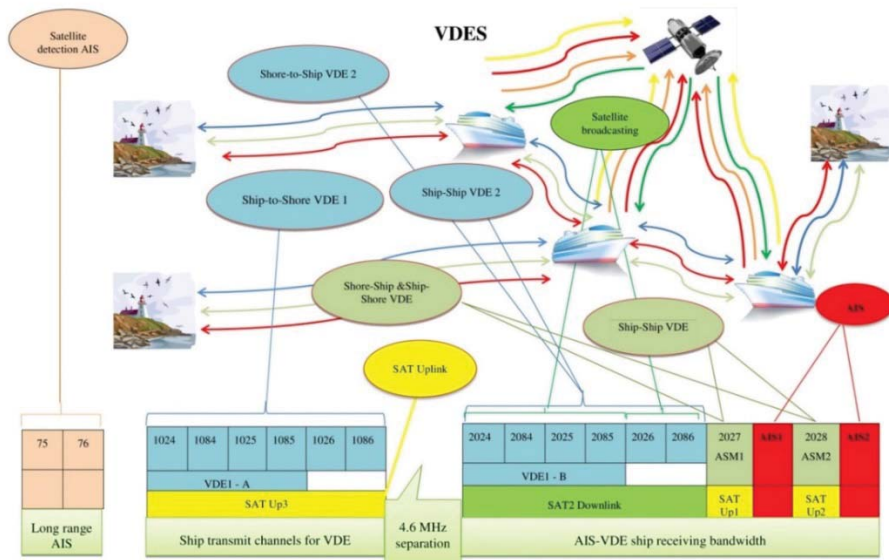 VDES
Satellite
detection AIS
Shore-to-Ship VDE 2
Satellite
broadcasting
Ship-to-Shore VDE 1
Ship-Ship VDE 2
Shore-Ship &Ship-
Shore VDE
Ship-Ship VDE
AIS
SAT Uplink
75 76
1024 1084 1025 1085 1026 1086
2024 2084 2025 2085 2026 2086
2027
ASM1
AIS1
2028
ASM2
AIS2
VDE1 - A
VDE1 - B
SAT Up3
SAT2 Downlink
SAT
Up1
SAT
Up2
Long range
AIS
Ship transmit channels for VDE
4.6 MHz
separation
AIS-VDE ship receiving bandwidth